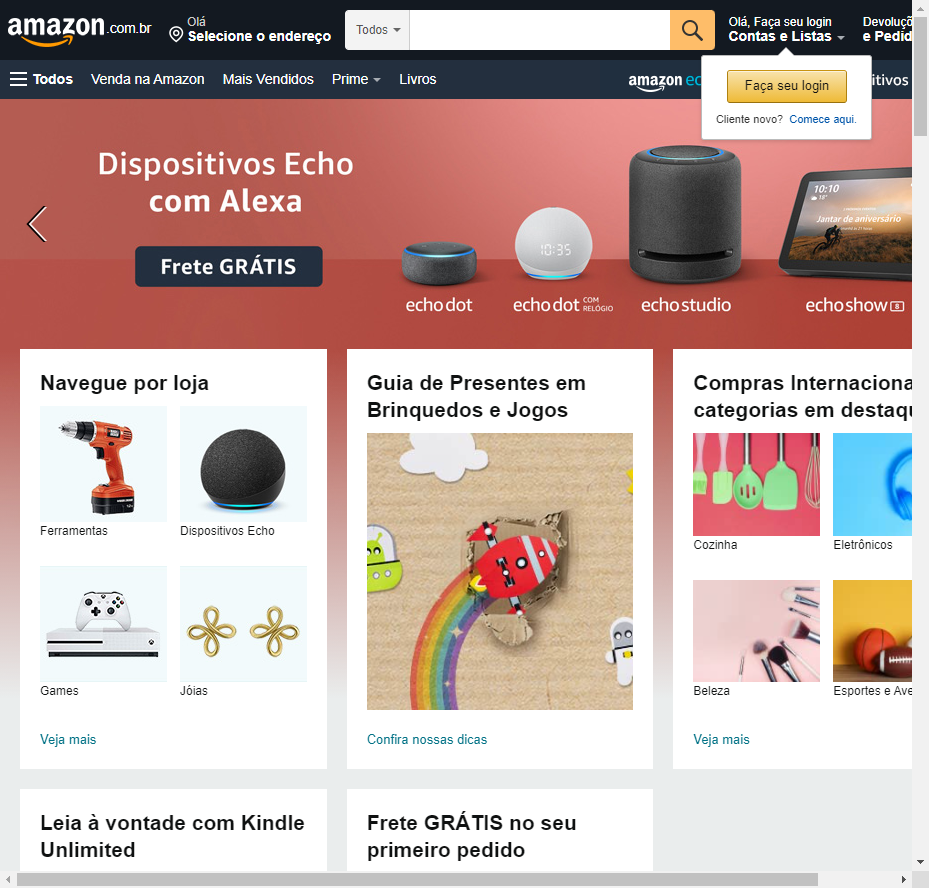 amazon.com.br
Olá
Selecione o endereço
Todos
Olá, Faça seu login
Contas e Listas
Devoluçõ
e Pedid
Todos
Venda na Amazon
Mais Vendidos
Prime
Livros
amazon ec
itivos
Faça seu login
Cliente novo? Comece aqui.
Dispositivos Echo
com Alexa
Frete GRÁTIS
10:10
18°
Jantar de aniversário
10:35
echo dot
echo dot COM RELÓGIO
echo studio
echo show 8
Navegue por loja
Ferramentas
Dispositivos Echo
Games
Jóias
Veja mais
Guia de Presentes em
Brinquedos e Jogos
Confira nossas dicas
Compras Internaciona
categorias em destaqu
Cozinha
Eletrônicos
Beleza
Esportes e Ave
Veja mais
Leia à vontade com Kindle
Unlimited
Frete GRÁTIS no seu
primeiro pedido